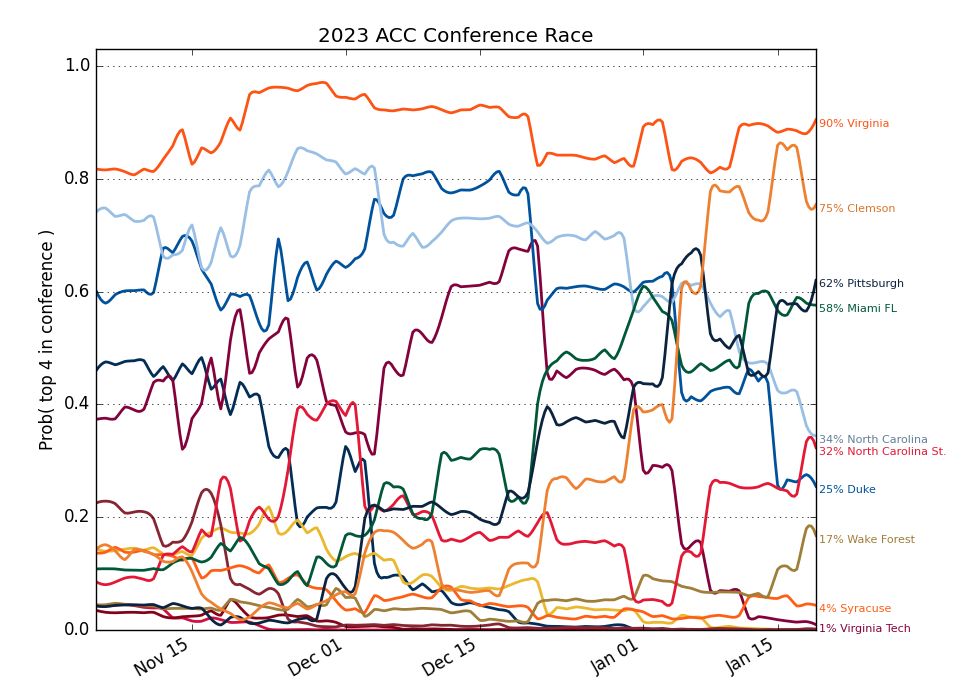 2023 ACC Conference Race
Prob( top 4 in conference )
1.0
0.8
0.6
0.4
0.2
0.0
Nov 15
Dec 01
Dec 15
Jan 01
Jan 15
90% Virginia
75% Clemson
62% Pittsburgh
58% Miami FL
34% North Carolina
32% North Carolina St.
25% Duke
17% Wake Forest
4% Syracuse
1% Virginia Tech